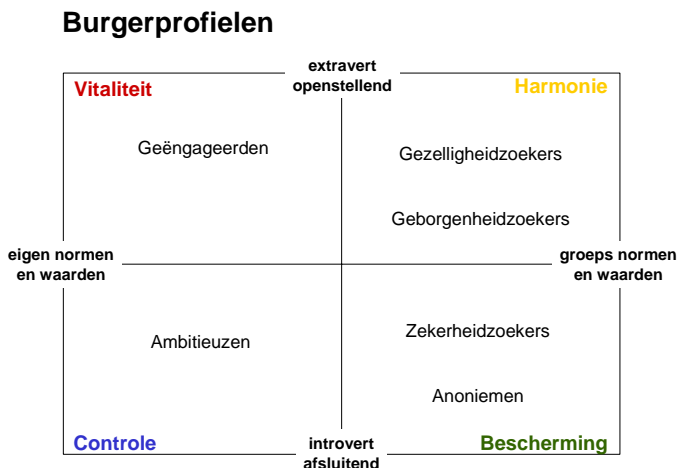 Burgerprofielen
extravert
openstellend
Vitaliteit
Harmonie
Geëngageerden
Gezelligheidzoekers
Geborgenheidzoekers
eigen normen
en waarden
groeps normen
en waarden
Ambitieuzen
Zekerheidzoekers
Anoniemen
Controle
introvert
afsluitend
Bescherming